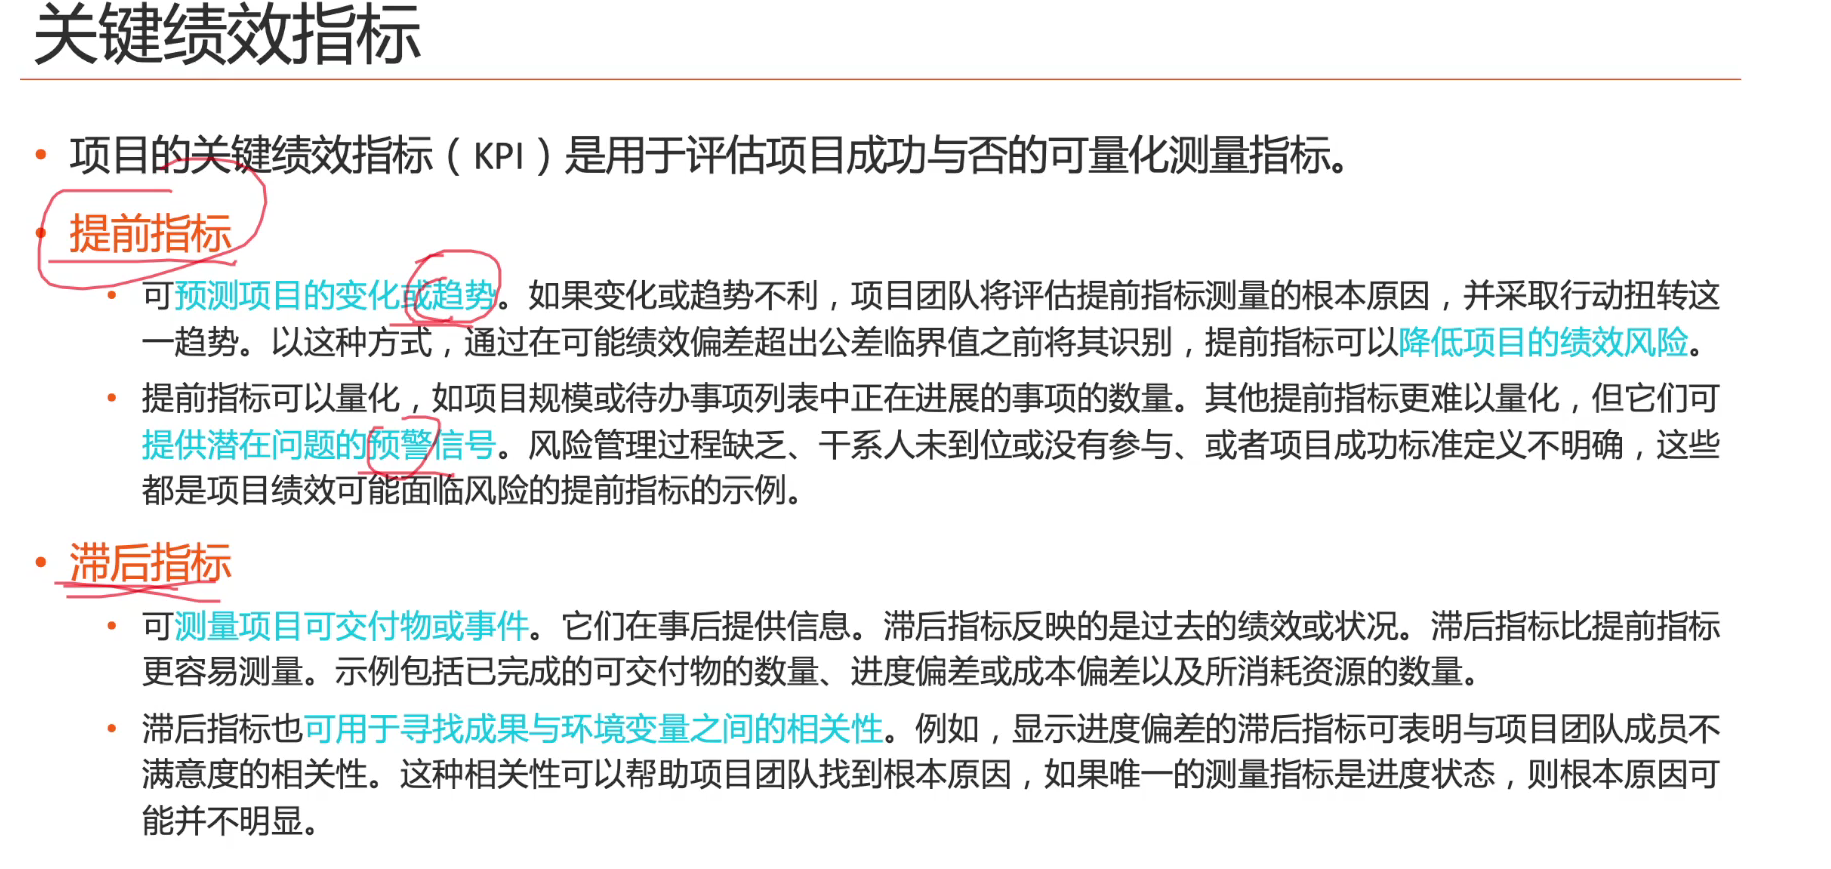 关键绩效指标
• 项目的关键绩效指标（KPI）是用于评估项目成功与否的可量化测量指标。
• 提前指标
• 可预测项目的变化或趋势。如果变化或趋势不利，项目团队将评估提前指标测量的根本原因，并采取行动扭转这
一趋势。以这种方式，通过在可能绩效偏差超出公差临界值之前将其识别，提前指标可以降低项目的绩效风险。
• 提前指标可以量化，如项目规模或待办事项列表中正在进展的事项的数量。其他提前指标更难以量化，但它们可
提供潜在问题的预警信号。风险管理过程缺乏、干系人未到位或没有参与、或者项目成功标准定义不明确，这些
都是项目绩效可能面临风险的提前指标的示例。
• 滞后指标
• 可测量项目可交付物或事件。它们在事后提供信息。滞后指标反映的是过去的绩效或状况。滞后指标比提前指标
更容易测量。示例包括已完成的可交付物的数量、进度偏差或成本偏差以及所消耗资源的数量。
• 滞后指标也可用于寻找成果与环境变量之间的相关性。例如，显示进度偏差的滞后指标可表明与项目团队成员不
满意度的相关性。这种相关性可以帮助项目团队找到根本原因，如果唯一的测量指标是进度状态，则根本原因可
能并不明显。